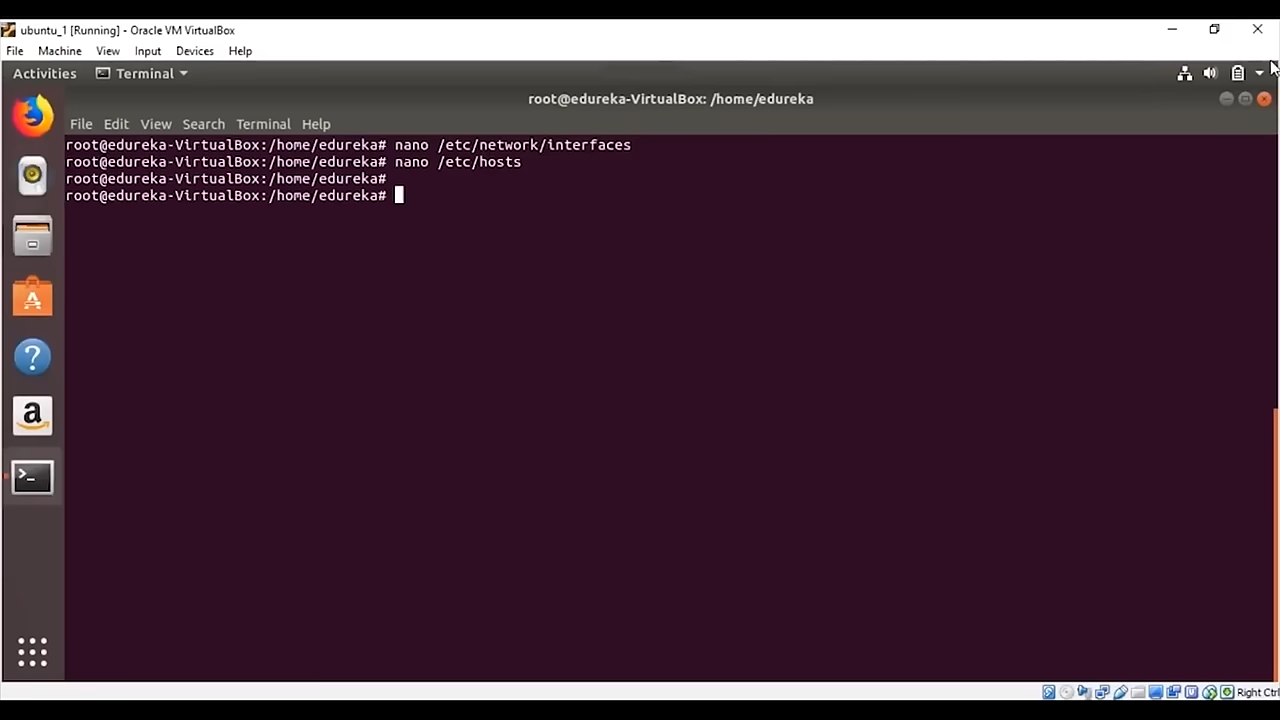 ubuntu_1 [Running] - Oracle VM VirtualBox
File Machine View Input Devices Help
Activities Terminal
root@edureka-VirtualBox: /home/edureka
File Edit View Search Terminal Help
root@edureka-VirtualBox:/home/edureka# nano /etc/network/interfaces
root@edureka-VirtualBox:/home/edureka# nano /etc/hosts
root@edureka-VirtualBox:/home/edureka#
root@edureka-VirtualBox:/home/edureka#
Right Ctrl